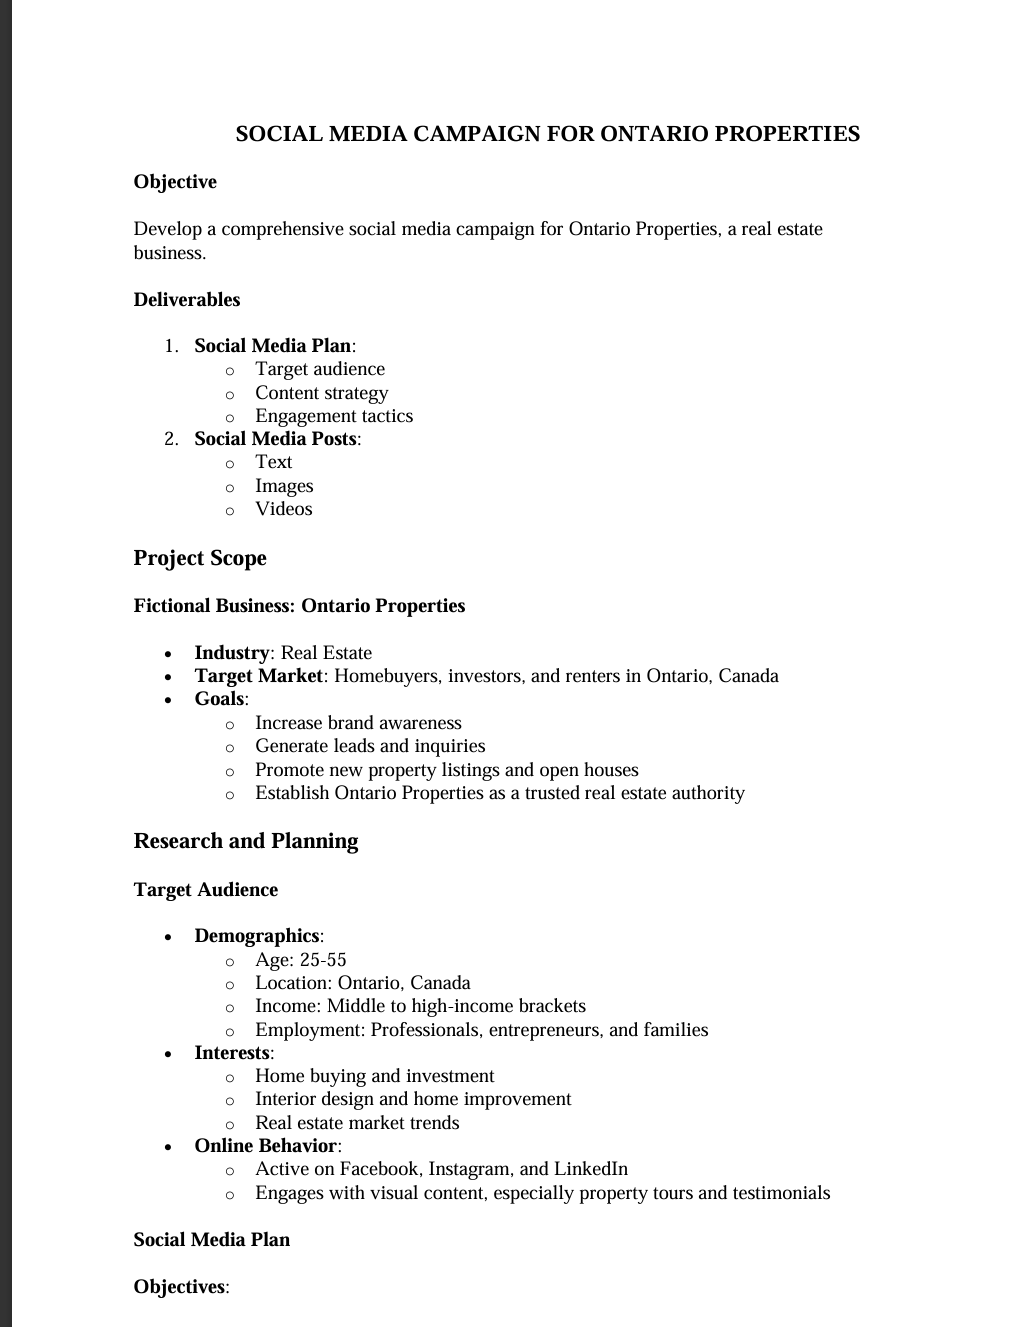 SOCIAL MEDIA CAMPAIGN FOR ONTARIO PROPERTIES
Objective
Develop a comprehensive social media campaign for Ontario Properties, a real estate
business.
Deliverables
1. Social Media Plan:
o Target audience
o Content strategy
o Engagement tactics
2. Social Media Posts:
o Text
o Images
o Videos
Project Scope
Fictional Business: Ontario Properties
• Industry: Real Estate
• Target Market: Homebuyers, investors, and renters in Ontario, Canada
• Goals:
o Increase brand awareness
o Generate leads and inquiries
o Promote new property listings and open houses
o Establish Ontario Properties as a trusted real estate authority
Research and Planning
Target Audience
• Demographics:
o Age: 25-55
o Location: Ontario, Canada
o Income: Middle to high-income brackets
o Employment: Professionals, entrepreneurs, and families
• Interests:
o Home buying and investment
o Interior design and home improvement
o Real estate market trends
• Online Behavior:
o Active on Facebook, Instagram, and LinkedIn
o Engages with visual content, especially property tours and testimonials
Social Media Plan
Objectives: